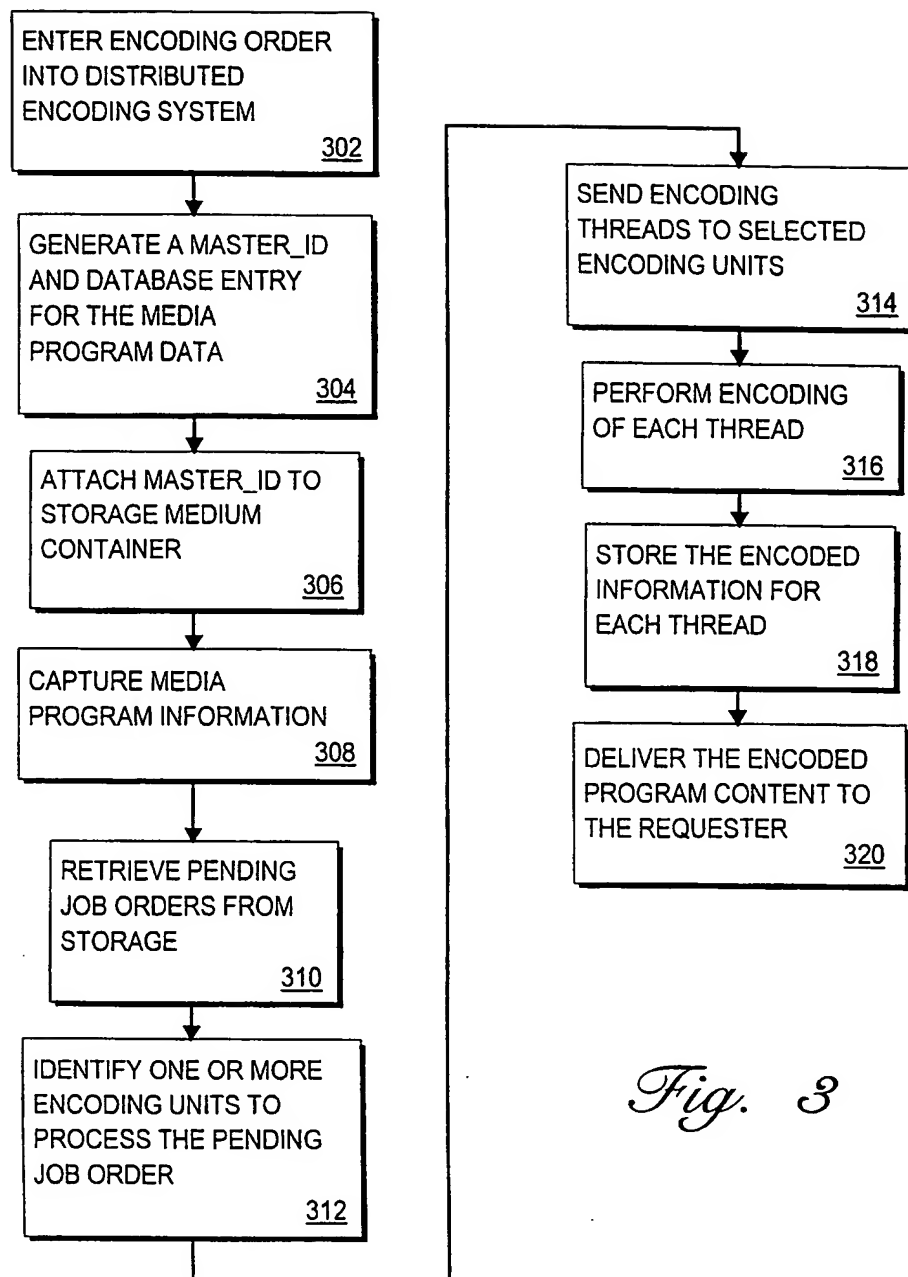 ENTER ENCODING ORDER
INTO DISTRIBUTED
ENCODING SYSTEM
302
GENERATE A MASTER_ID
AND DATABASE ENTRY
FOR THE MEDIA
PROGRAM DATA
304
ATTACH MASTER_ID TO
STORAGE MEDIUM
CONTAINER
306
CAPTURE MEDIA
PROGRAM INFORMATION
308
RETRIEVE PENDING
JOB ORDERS FROM
STORAGE
310
IDENTIFY ONE OR MORE
ENCODING UNITS TO
PROCESS THE PENDING
JOB ORDER
312
SEND ENCODING
THREADS TO SELECTED
ENCODING UNITS
314
PERFORM ENCODING
OF EACH THREAD
316
STORE THE ENCODED
INFORMATION FOR
EACH THREAD
318
DELIVER THE ENCODED
PROGRAM CONTENT TO
THE REQUESTER
320
Fig. 3